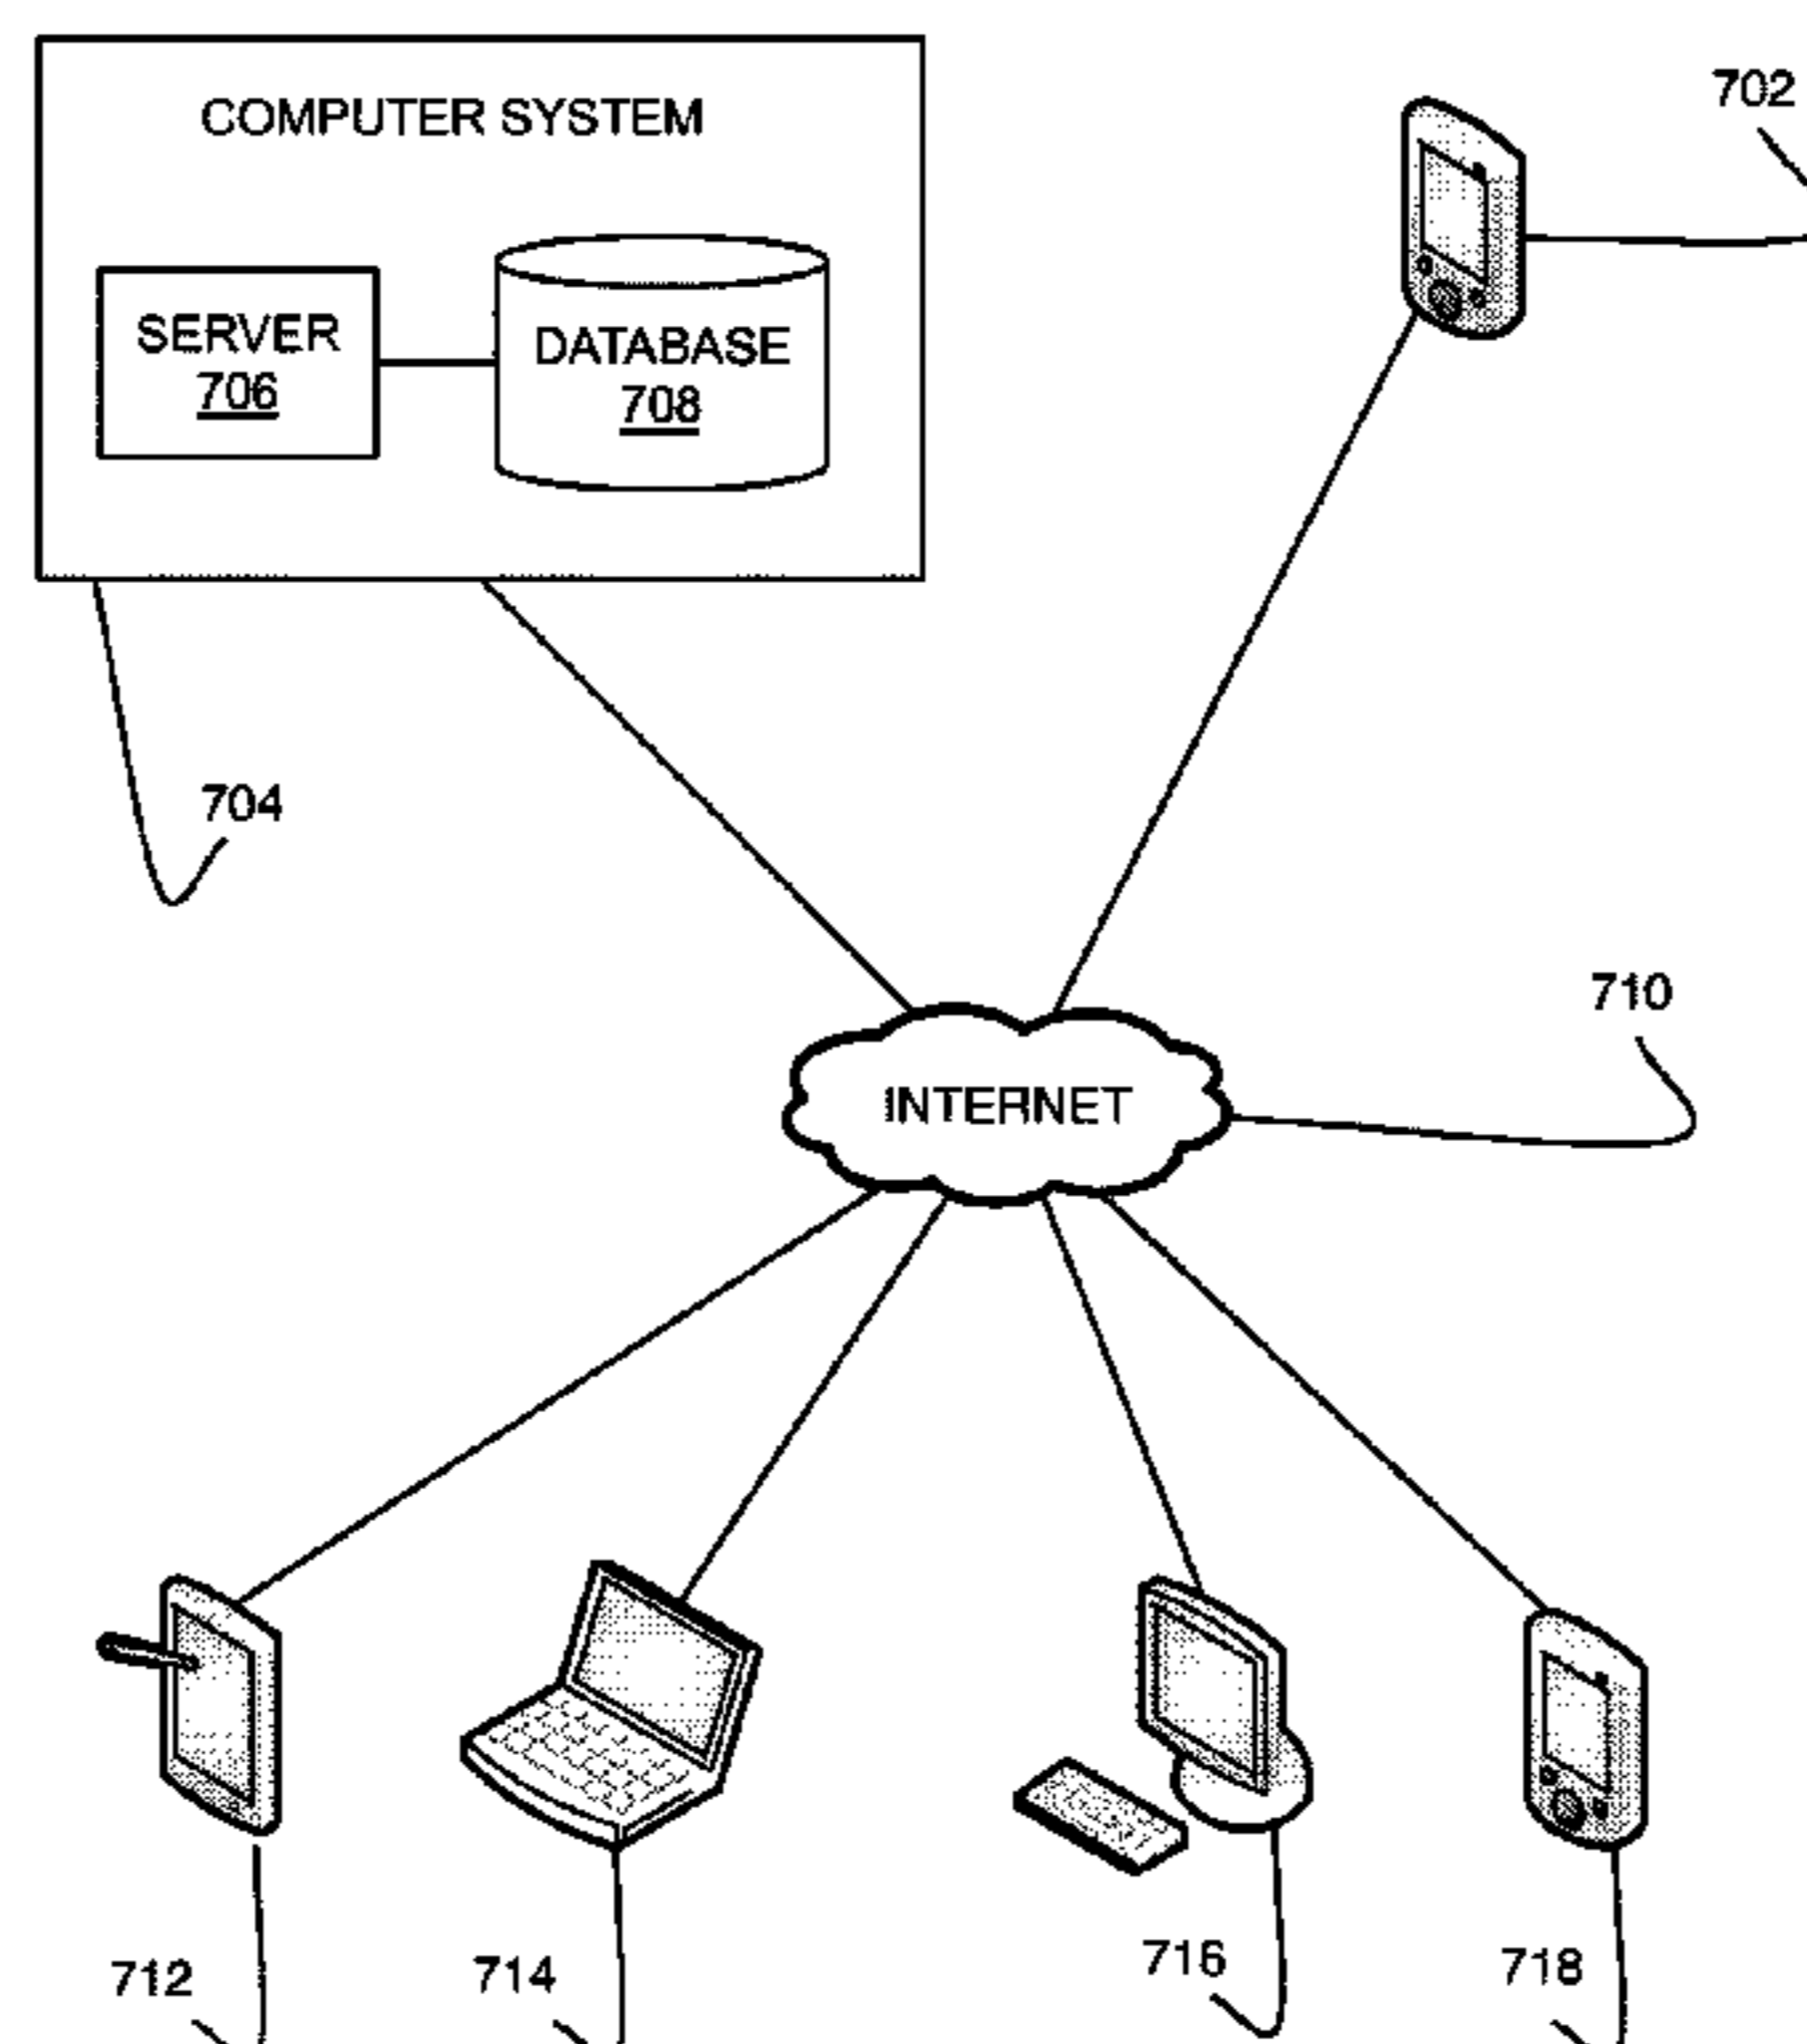 COMPUTER SYSTEM
702
SERVER
706
DATABASE
708
704
710
INTERNET
712
714
716
718